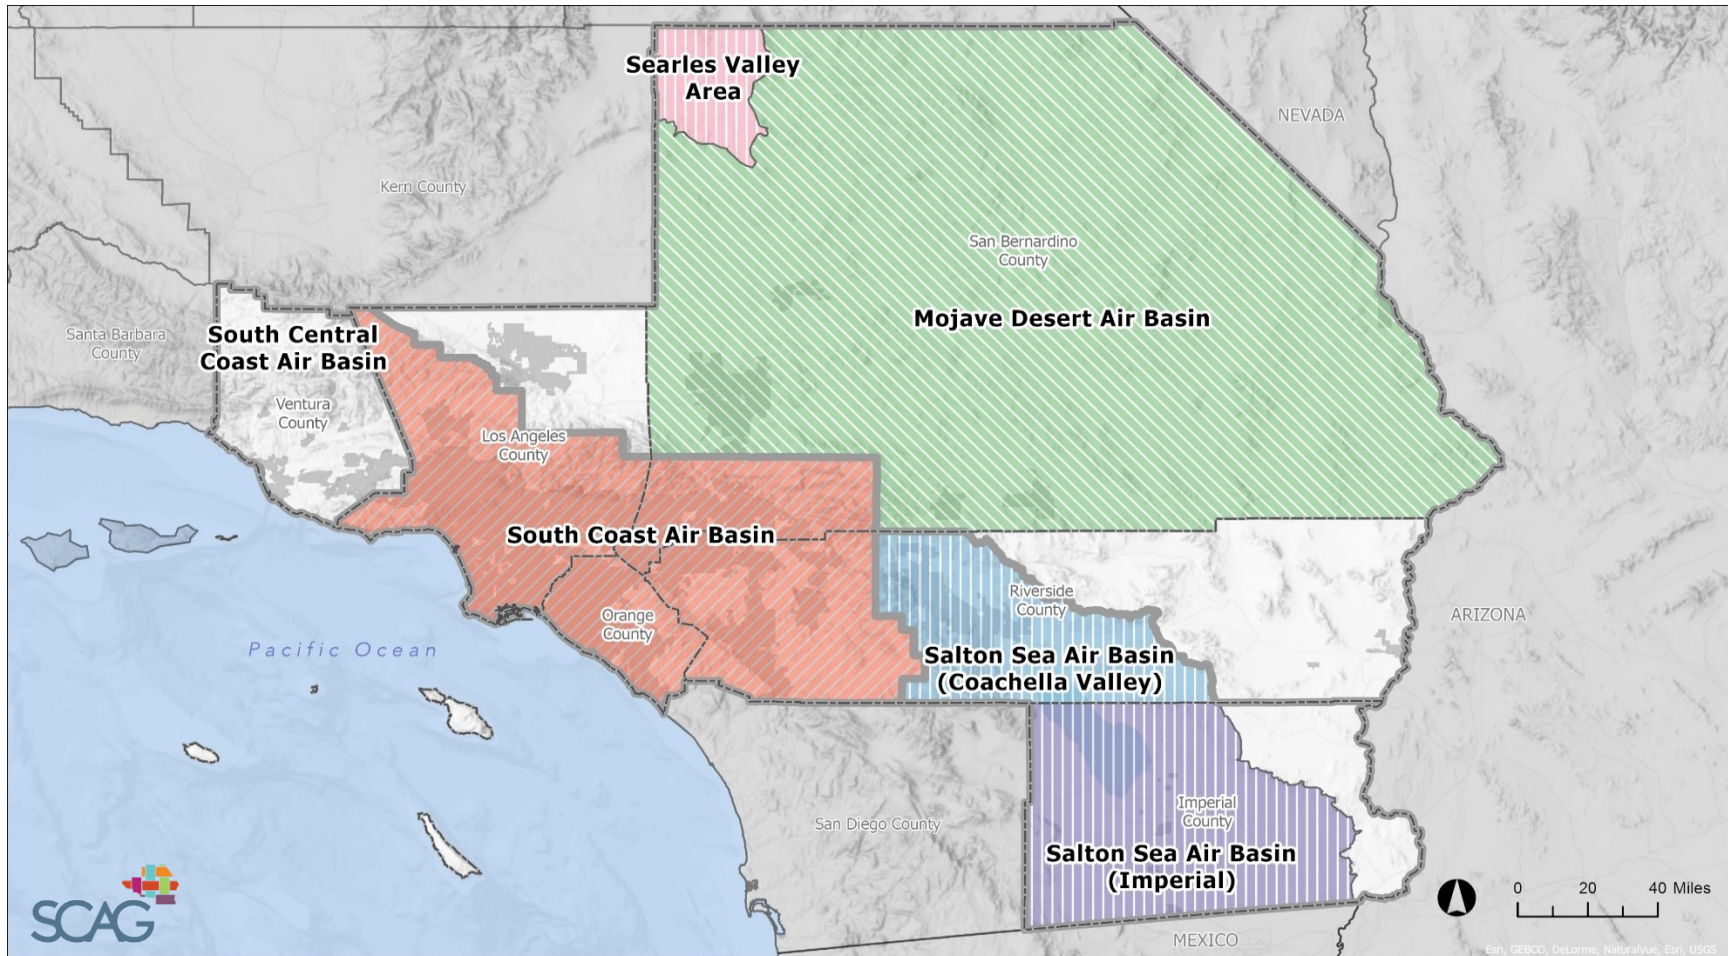 Searles Valley
Area
NEVADA
Kern County
San Bernardino
County
Mojave Desert Air Basin
Santa Barbara
County
South Central
Coast Air Basin
Ventura
County
Los Angeles
County
South Coast Air Basin
Riverside
County
Orange
County
ARIZONA
Pacific Ocean
Salton Sea Air Basin
(Coachella Valley)
Imperial
County
San Diego County
Salton Sea Air Basin
(Imperial)
SCAG
0 20 40 Miles
MEXICO
Esri, GEBCO, DeLorme, NaturalVue, Esri, USGS